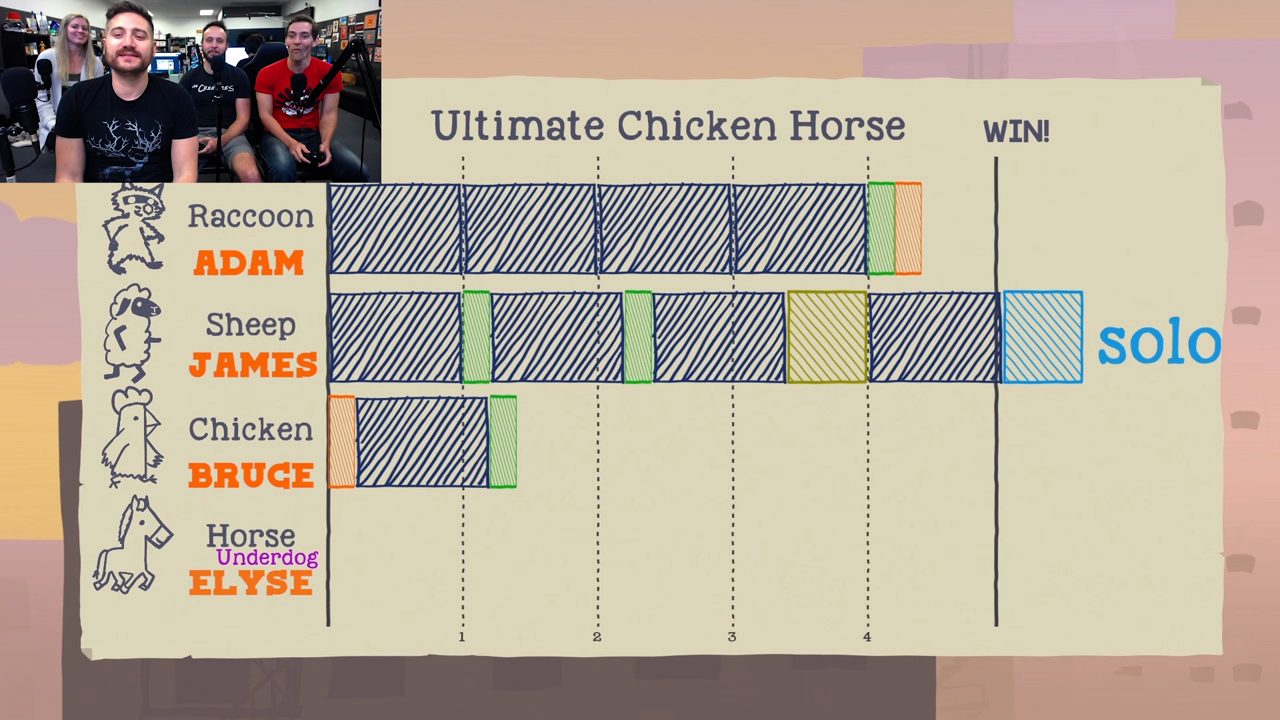 Ultimate Chicken Horse
WIN!
Raccoon
ADAM
Sheep
JAMES
solo
Chicken
BRUCE
Horse
Underdog
ELYSE
1 2 3 4